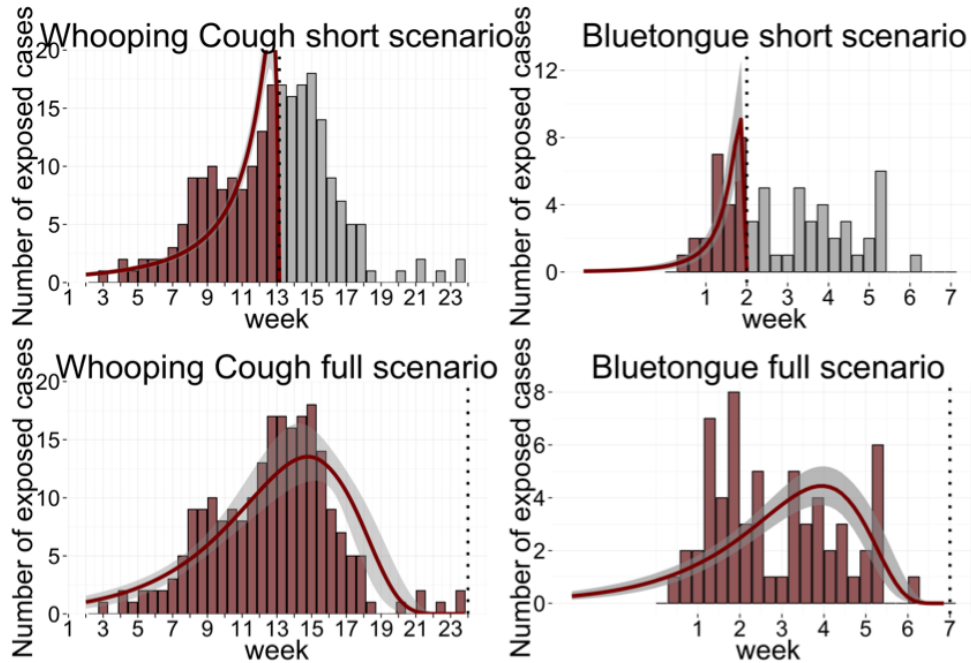 Whooping Cough short scenario
Number of exposed cases
20
15
10
5
0
1 3 5 7 9 11 13 15 17 19 21 23
week
Bluetongue short scenario
Number of exposed cases
12
8
4
0
1 2 3 4 5 6 7
week
Whooping Cough full scenario
Number of exposed cases
20
15
10
5
0
1 3 5 7 9 11 13 15 17 19 21 23
week
Bluetongue full scenario
Number of exposed cases
8
6
4
2
0
1 2 3 4 5 6 7
week